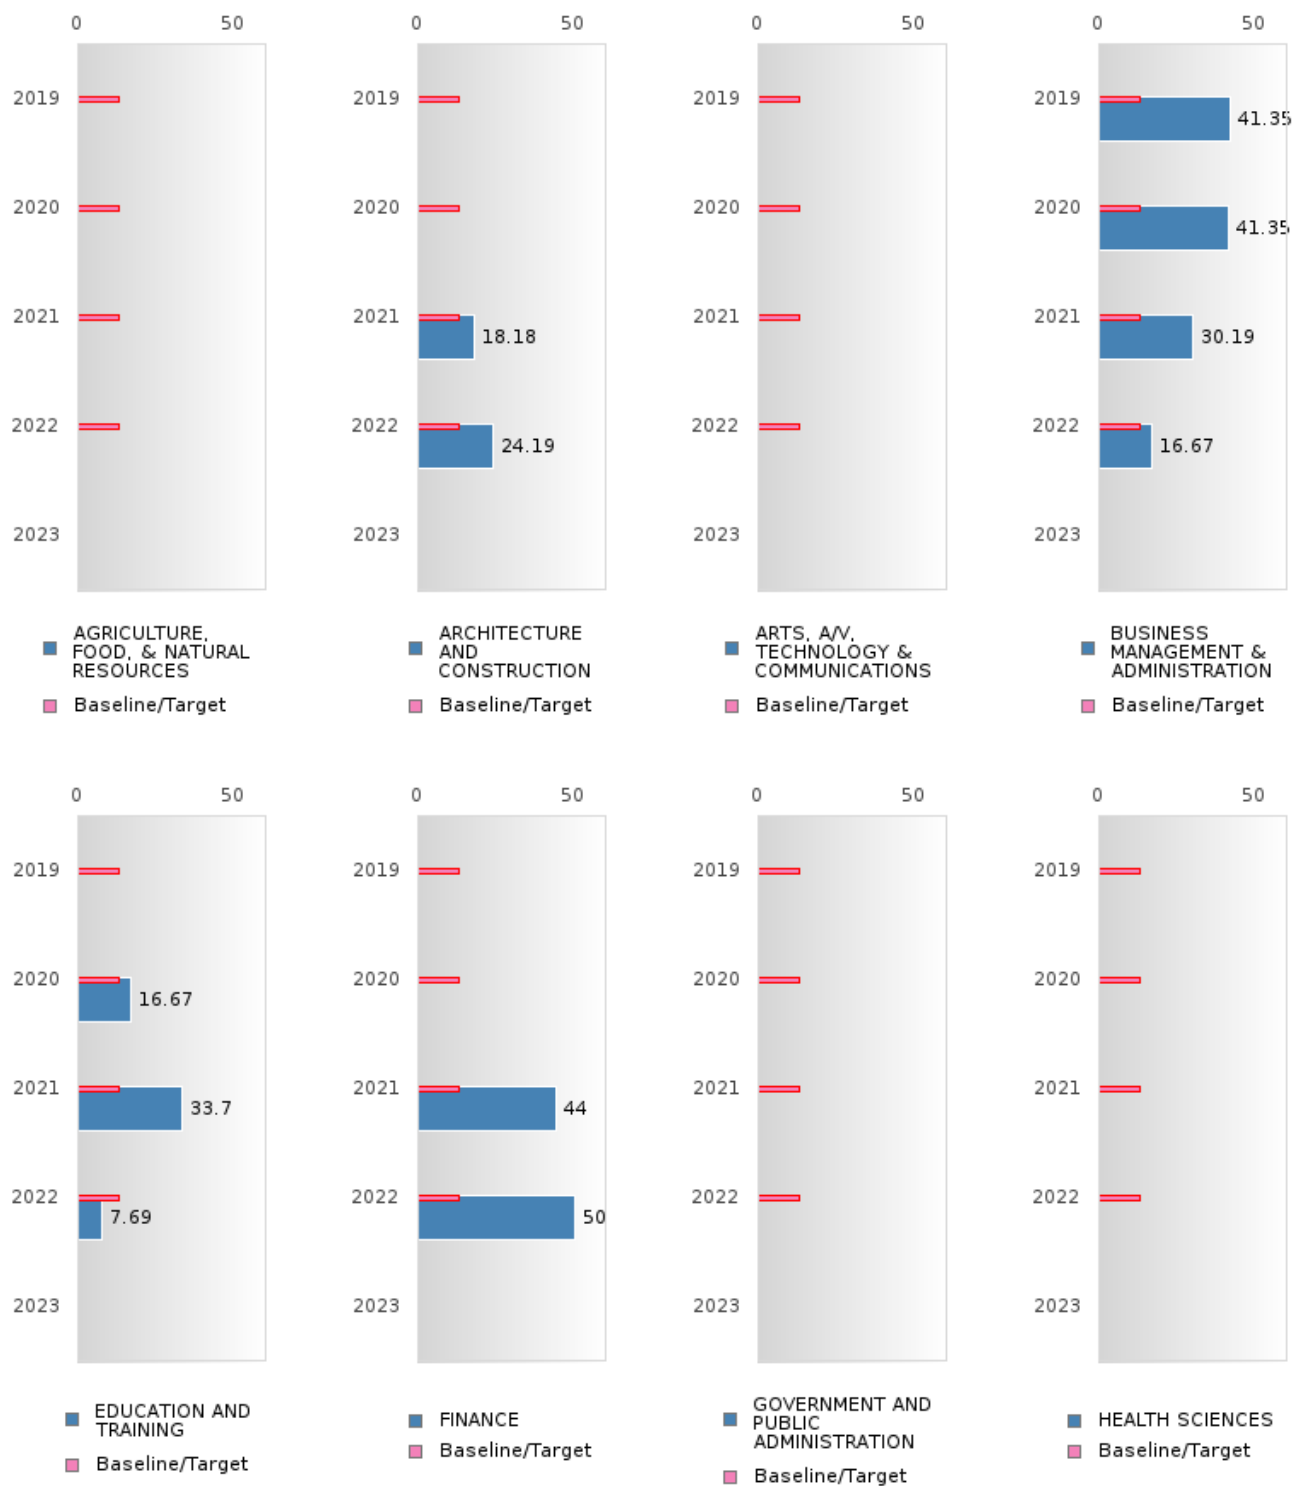 0 50
2019
2020
2021
2022
2023
AGRICULTURE,
FOOD, & NATURAL
RESOURCES
Baseline/Target
0 50
2019
2020
2021 18.18
2022 24.19
2023
ARCHITECTURE
AND
CONSTRUCTION
Baseline/Target
0 50
2019
2020
2021
2022
2023
ARTS, A/V,
TECHNOLOGY &
COMMUNICATIONS
Baseline/Target
0 50
2019 41.35
2020 41.35
2021 30.19
2022 16.67
2023
BUSINESS
MANAGEMENT &
ADMINISTRATION
Baseline/Target
0 50
2019
2020 16.67
2021 33.7
2022 7.69
2023
EDUCATION AND
TRAINING
Baseline/Target
0 50
2019
2020
2021 44
2022 50
2023
FINANCE
Baseline/Target
0 50
2019
2020
2021
2022
2023
GOVERNMENT AND
PUBLIC
ADMINISTRATION
Baseline/Target
0 50
2019
2020
2021
2022
2023
HEALTH SCIENCES
Baseline/Target